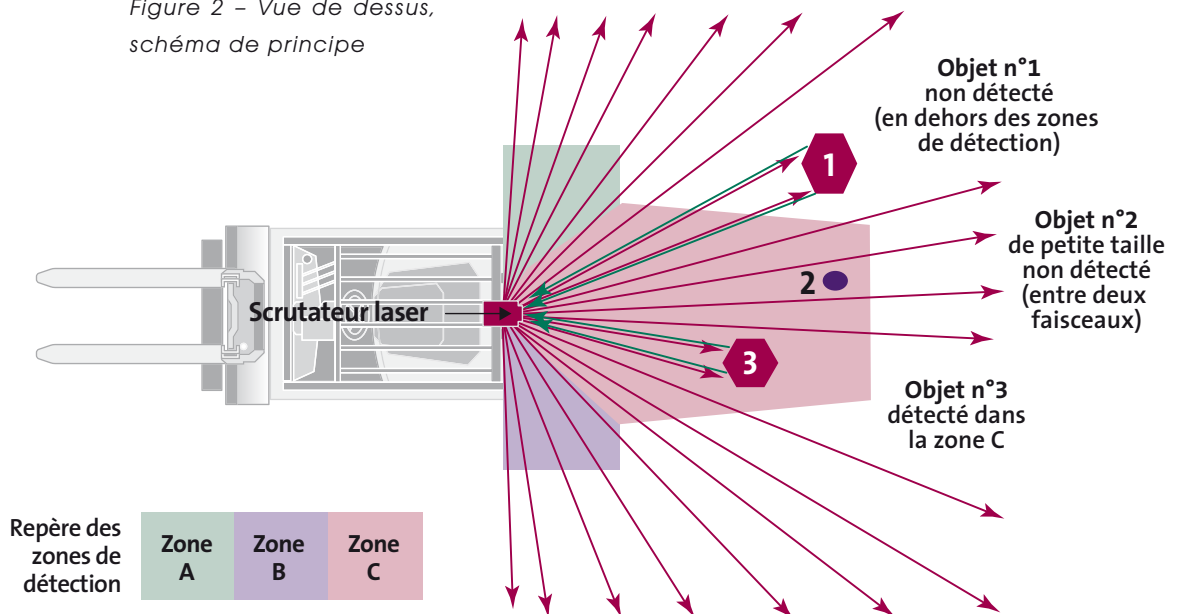 Figure 2 – Vue de dessus,
schéma de principe
Objet n°1
non détecté
(en dehors des zones
de détection)
1
Objet n°2
de petite taille
non détecté
(entre deux
faisceaux)
2
Scrutateur laser
3
Objet n°3
détecté dans
la zone C
Repère des
zones de
détection
Zone
A
Zone
B
Zone
C